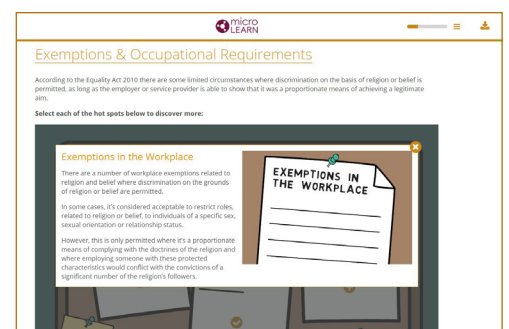 micro
LEARN
Exemptions & Occupational Requirements
According to the Equality Act 2010 there are some limited circumstances where discrimination on the basis of religion or belief is
permitted, as long as the employer or service provider is able to show that it was a proportionate means of achieving a legitimate
aim.
Select each of the hot spots below to discover more:
Exemptions in the Workplace
There are a number of workplace exemptions related to
religion and belief where discrimination on the grounds
of religion or belief are permitted.
In some cases, it's considered acceptable to restrict roles,
related to religion or belief, to individuals of a specific sex,
sexual orientation or relationship status.
However, this is only permitted where it's a proportionate
means of complying with the doctrines of the religion and
where employing someone with these protected
characteristics would conflict with the convictions of a
significant number of the religion's followers.
EXEMPTIONS IN
THE WORKPLACE